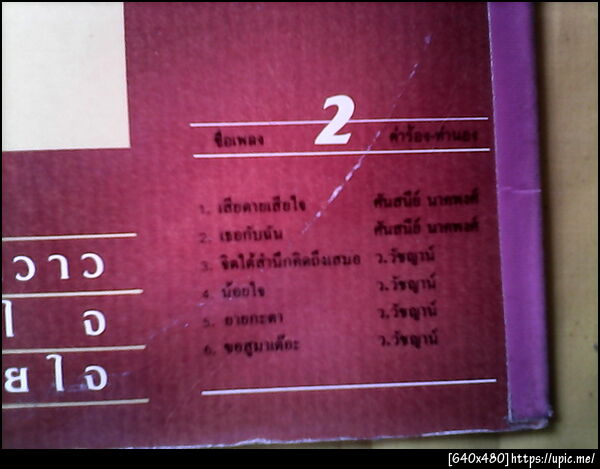 2
ชื่อเพลง คำร้อง-ทำนอง
1. เสียดายเสียใจ ศันสนีย์ นาคพงศ์
2. เธอกับฉัน ศันสนีย์ นาคพงศ์
3. จิตใต้สำนึกคิดถึงเสมอ ว.วัชญาน์
4. น้อยใจ ว.วัชญาน์
5. ยายกะตา ว.วัชญาน์
6. ขอสูมาเต๊อะ ว.วัชญาน์
วาว
ใจ
ยใจ
[640x480]https://upic.me/